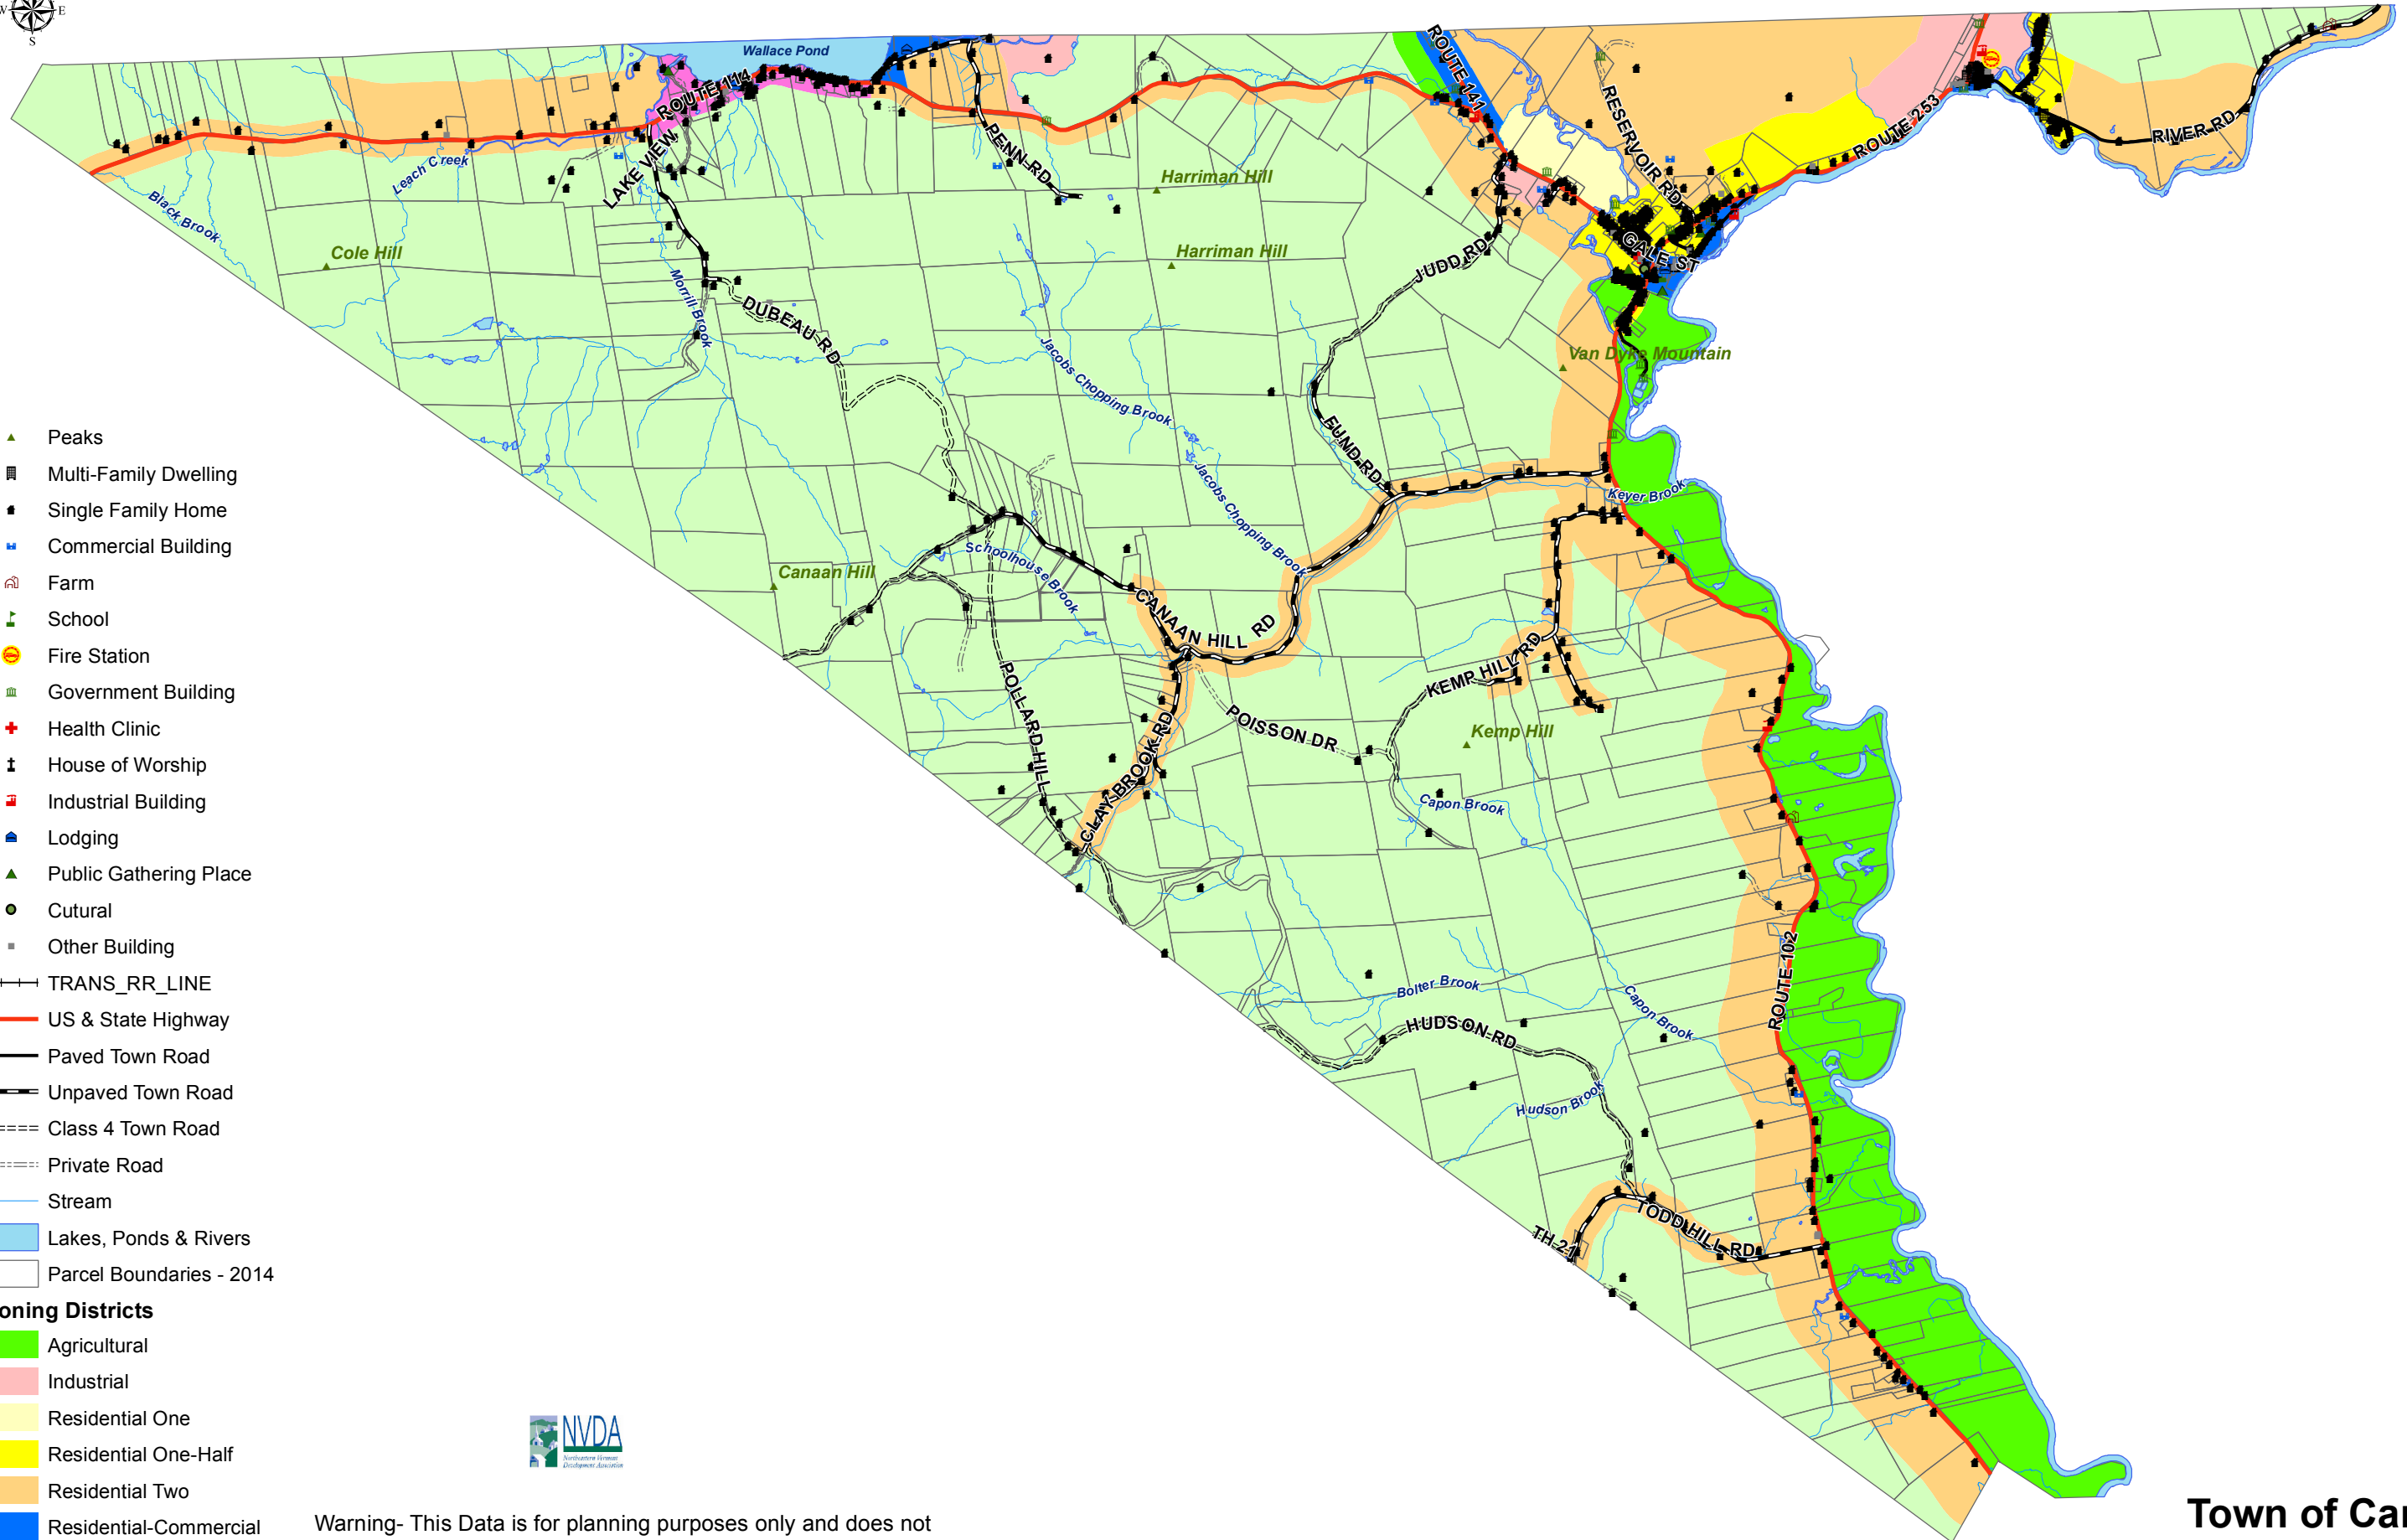 W E
S
Wallace Pond
ROUTE 114
LAKE VIEW
Leach Creek
Black Brook
Cole Hill
Morrill Brook
DUBEAU RD
PENN RD
Harriman Hill
Harriman Hill
Jacobs Chopping Brook
Jacobs Chopping Brook
ROUTE 141
RESERVOIR RD
ROUTE 253
RIVER RD
GALE ST
JUDD RD
Van Dyke Mountain
FUND RD
Keyer Brook
Schoolhouse Brook
Canaan Hill
CANAAN HILL RD
POLLARD HILL
CLAY BROOK RD
POISSON DR
KEMP HILL RD
Kemp Hill
Capon Brook
Bolter Brook
Capon Brook
HUDSON RD
Hudson Brook
ROUTE 102
TODD HILL RD
TH 21
Peaks
Multi-Family Dwelling
Single Family Home
Commercial Building
Farm
School
Fire Station
Government Building
Health Clinic
House of Worship
Industrial Building
Lodging
Public Gathering Place
Cutural
Other Building
TRANS_RR_LINE
US & State Highway
Paved Town Road
Unpaved Town Road
Class 4 Town Road
Private Road
Stream
Lakes, Ponds & Rivers
Parcel Boundaries - 2014
oning Districts
Agricultural
Industrial
Residential One
Residential One-Half
Residential Two
Residential-Commercial
NVDA
Northeastern Vermont
Development Association
Warning- This Data is for planning purposes only and does not
Town of Ca